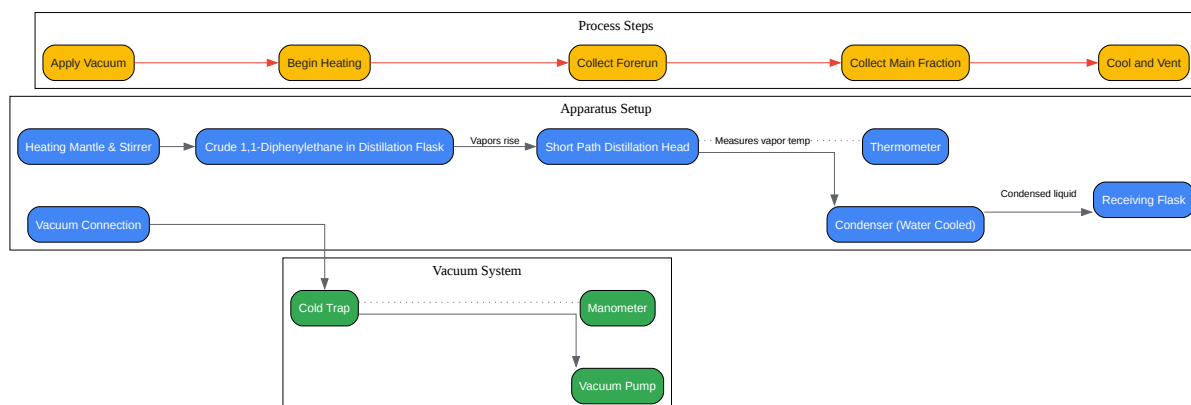 Process Steps
Apply Vacuum
Begin Heating
Collect Forerun
Collect Main Fraction
Cool and Vent
Apparatus Setup
Heating Mantle & Stirrer
Crude 1,1-Diphenylethane in Distillation Flask
Vapors rise
Short Path Distillation Head
Measures vapor temp
Thermometer
Vacuum Connection
Condenser (Water Cooled)
Condensed liquid
Receiving Flask
Vacuum System
Cold Trap
Manometer
Vacuum Pump